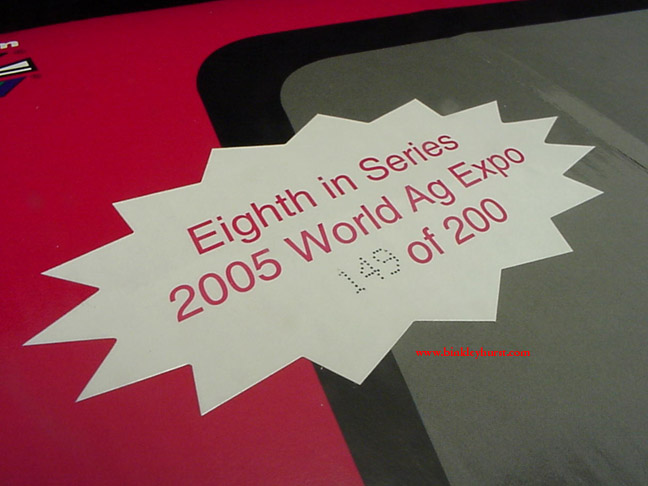 Eighth in Series
2005 World Ag Expo
149 of 200